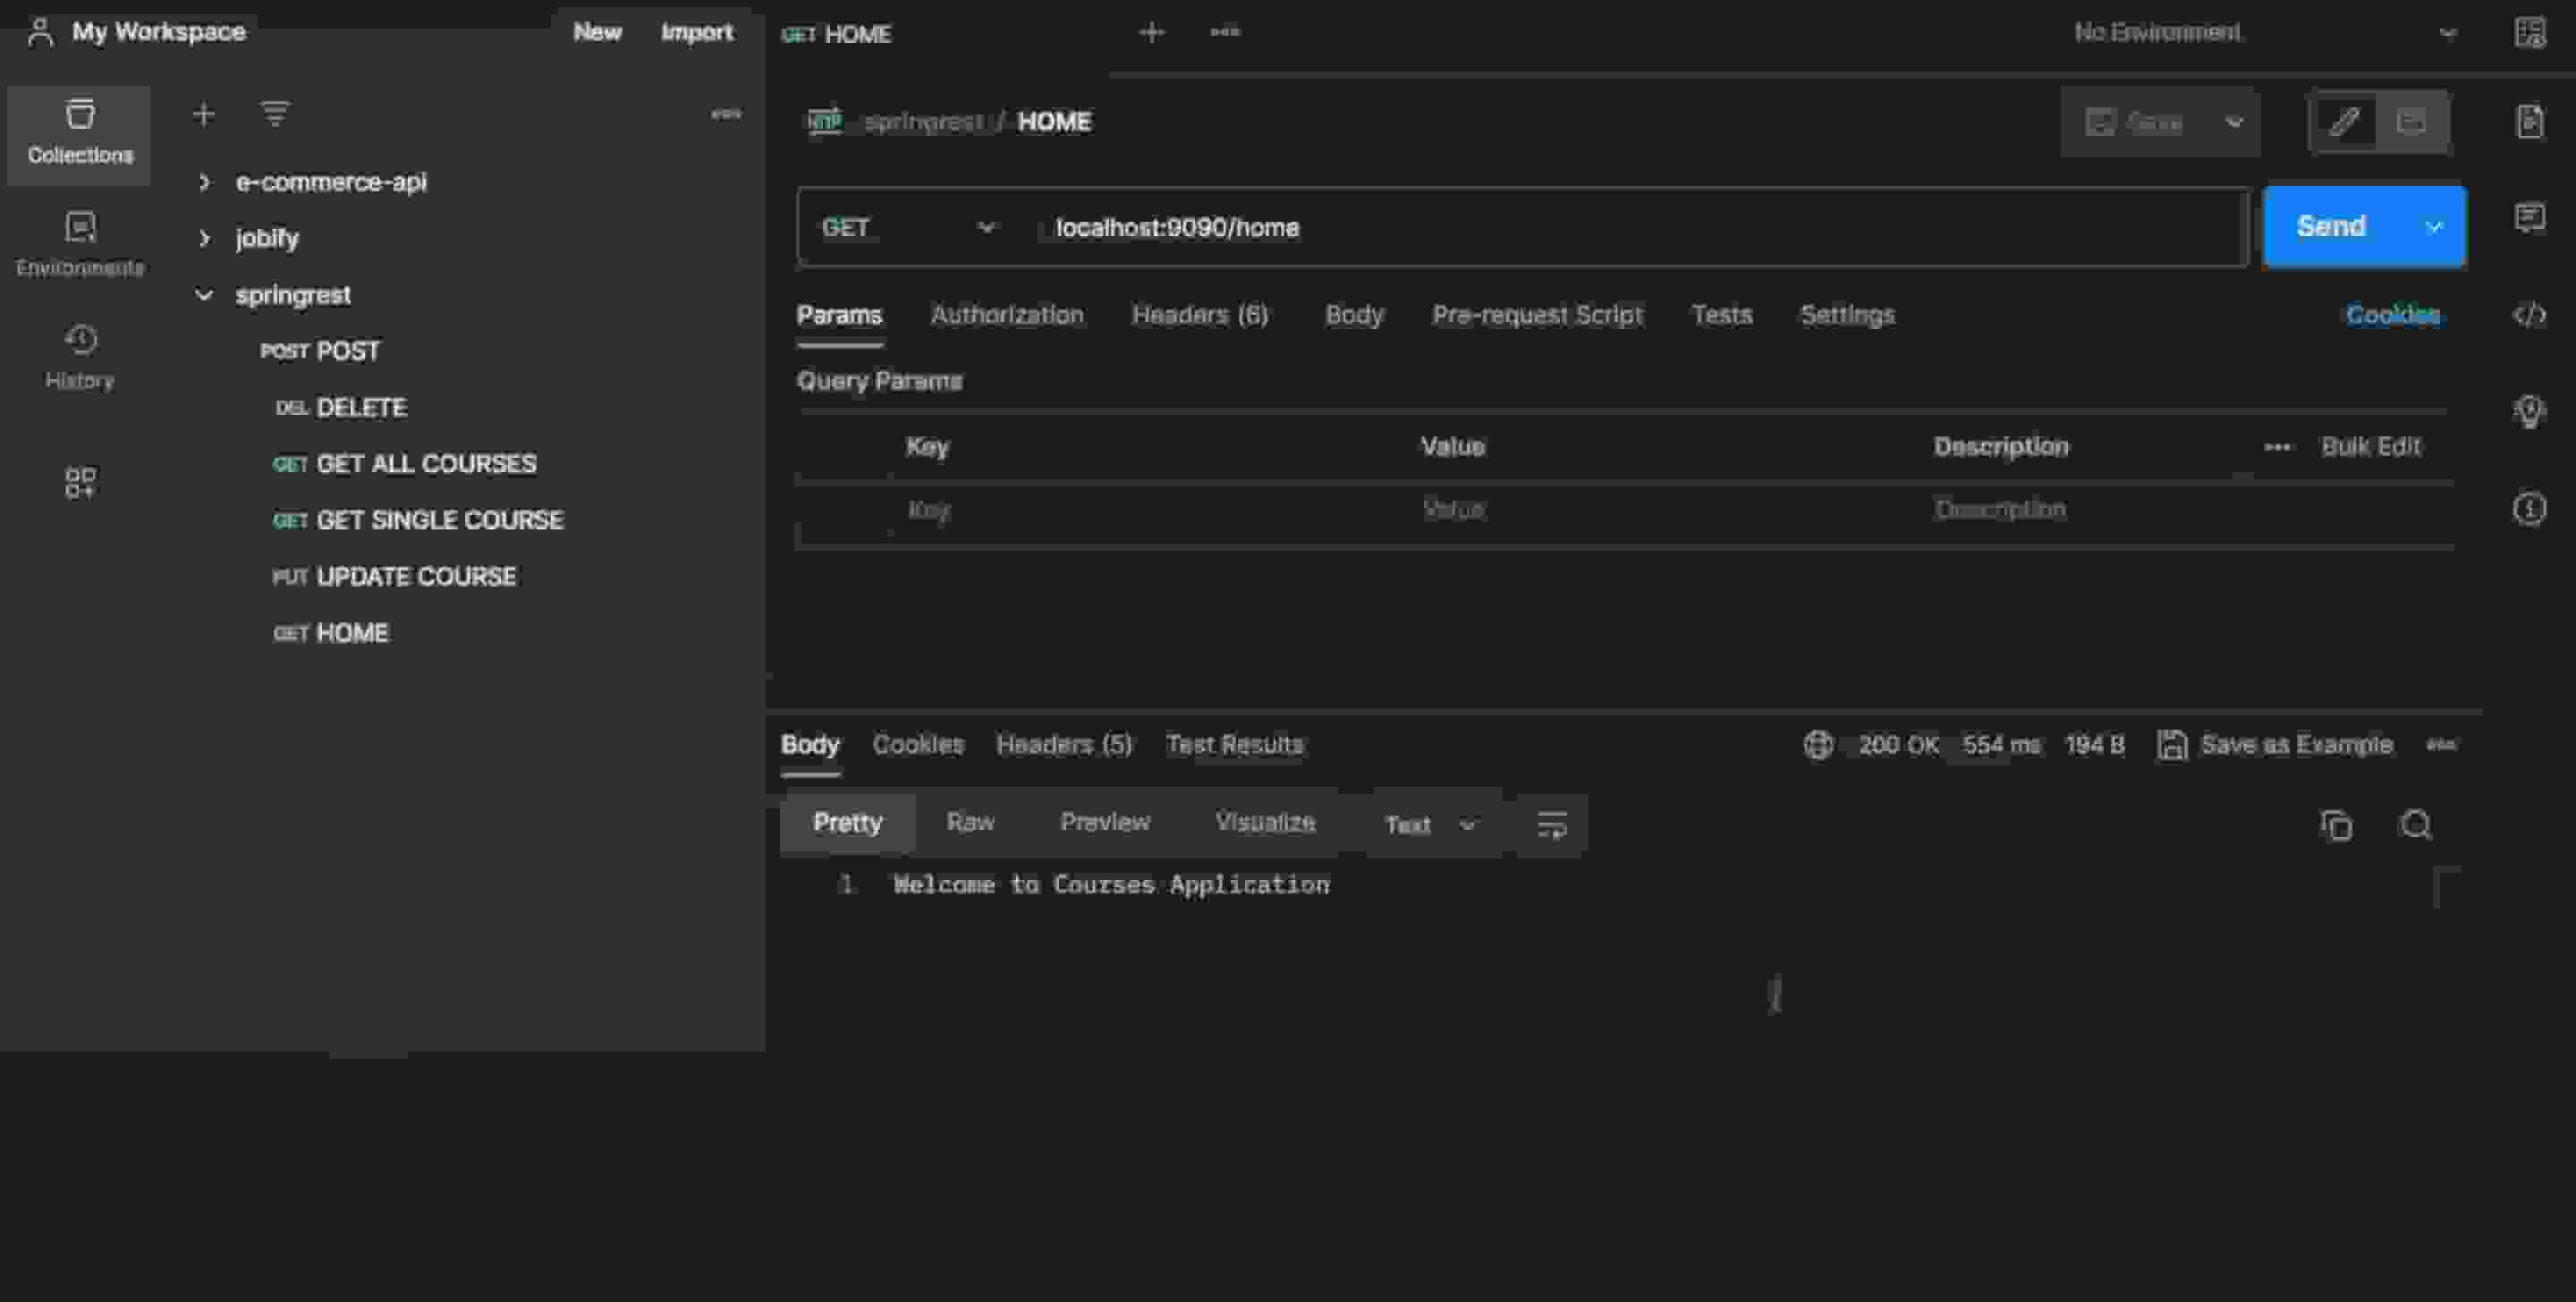 My Workspace New Import
GET HOME
No Environment
Collections
Environments
History
e-commerce-api
jobify
springrest
POST POST
DEL DELETE
GET GET ALL COURSES
GET GET SINGLE COURSE
PUT UPDATE COURSE
GET HOME
HTTP springrest / HOME
Save
GET localhost:9090/home
Send
Params Authorization Headers (6) Body Pre-request Script Tests Settings Cookies
Query Params
Key Value Description Bulk Edit
Key Value Description
Body Cookies Headers (5) Test Results 200 OK 554 ms 194 B Save as Example
Pretty Raw Preview Visualize Text
1 Welcome to Courses Application